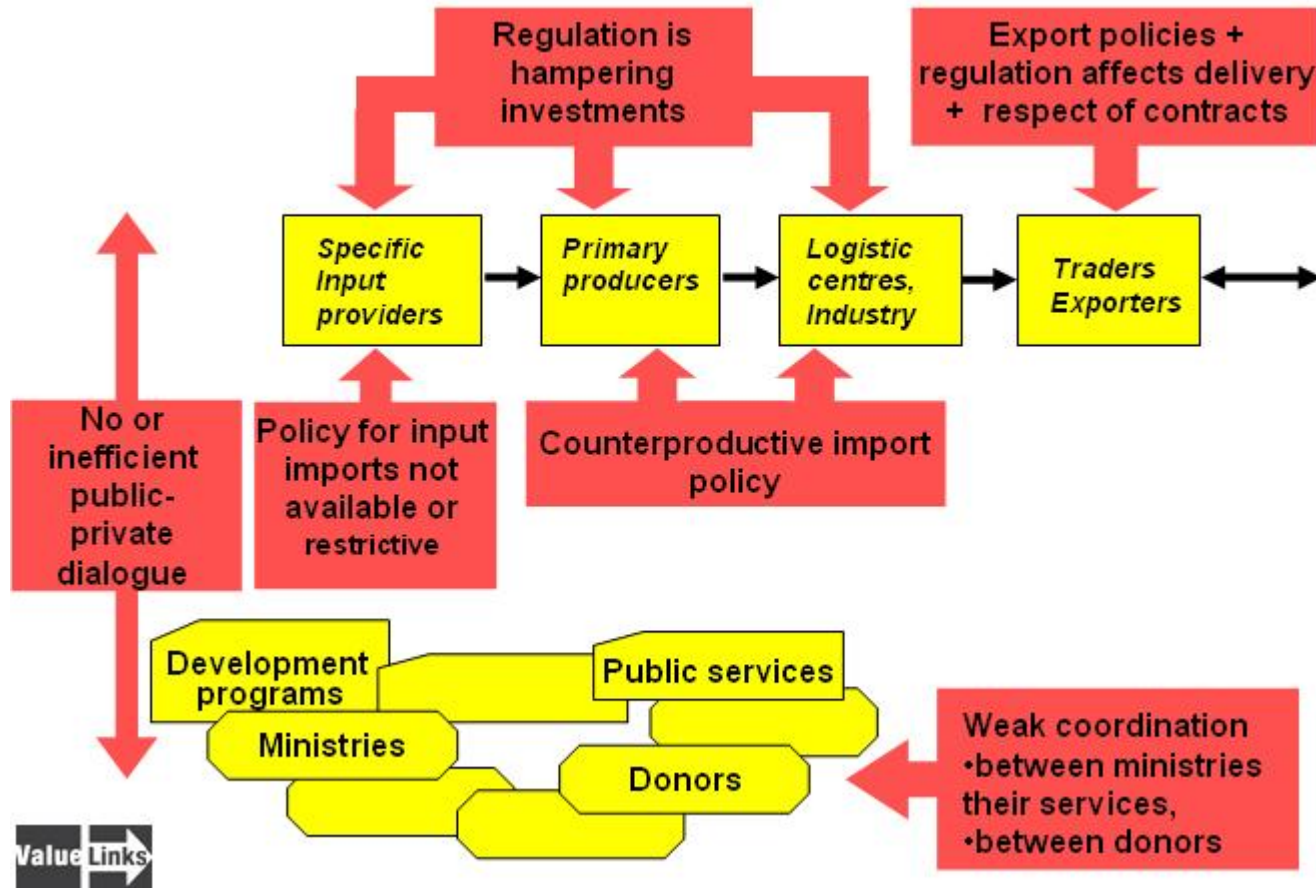 Regulation is
hampering
investments
Export policies +
regulation affects delivery
+ respect of contracts
Specific
Input
providers
Primary
producers
Logistic
centres,
Industry
Traders
Exporters
No or
inefficient
public-
private
dialogue
Policy for input
imports not
available or
restrictive
Counterproductive import
policy
Development
programs
Public services
Ministries
Donors
Weak coordination
•between ministries
their services,
•between donors
Value Links